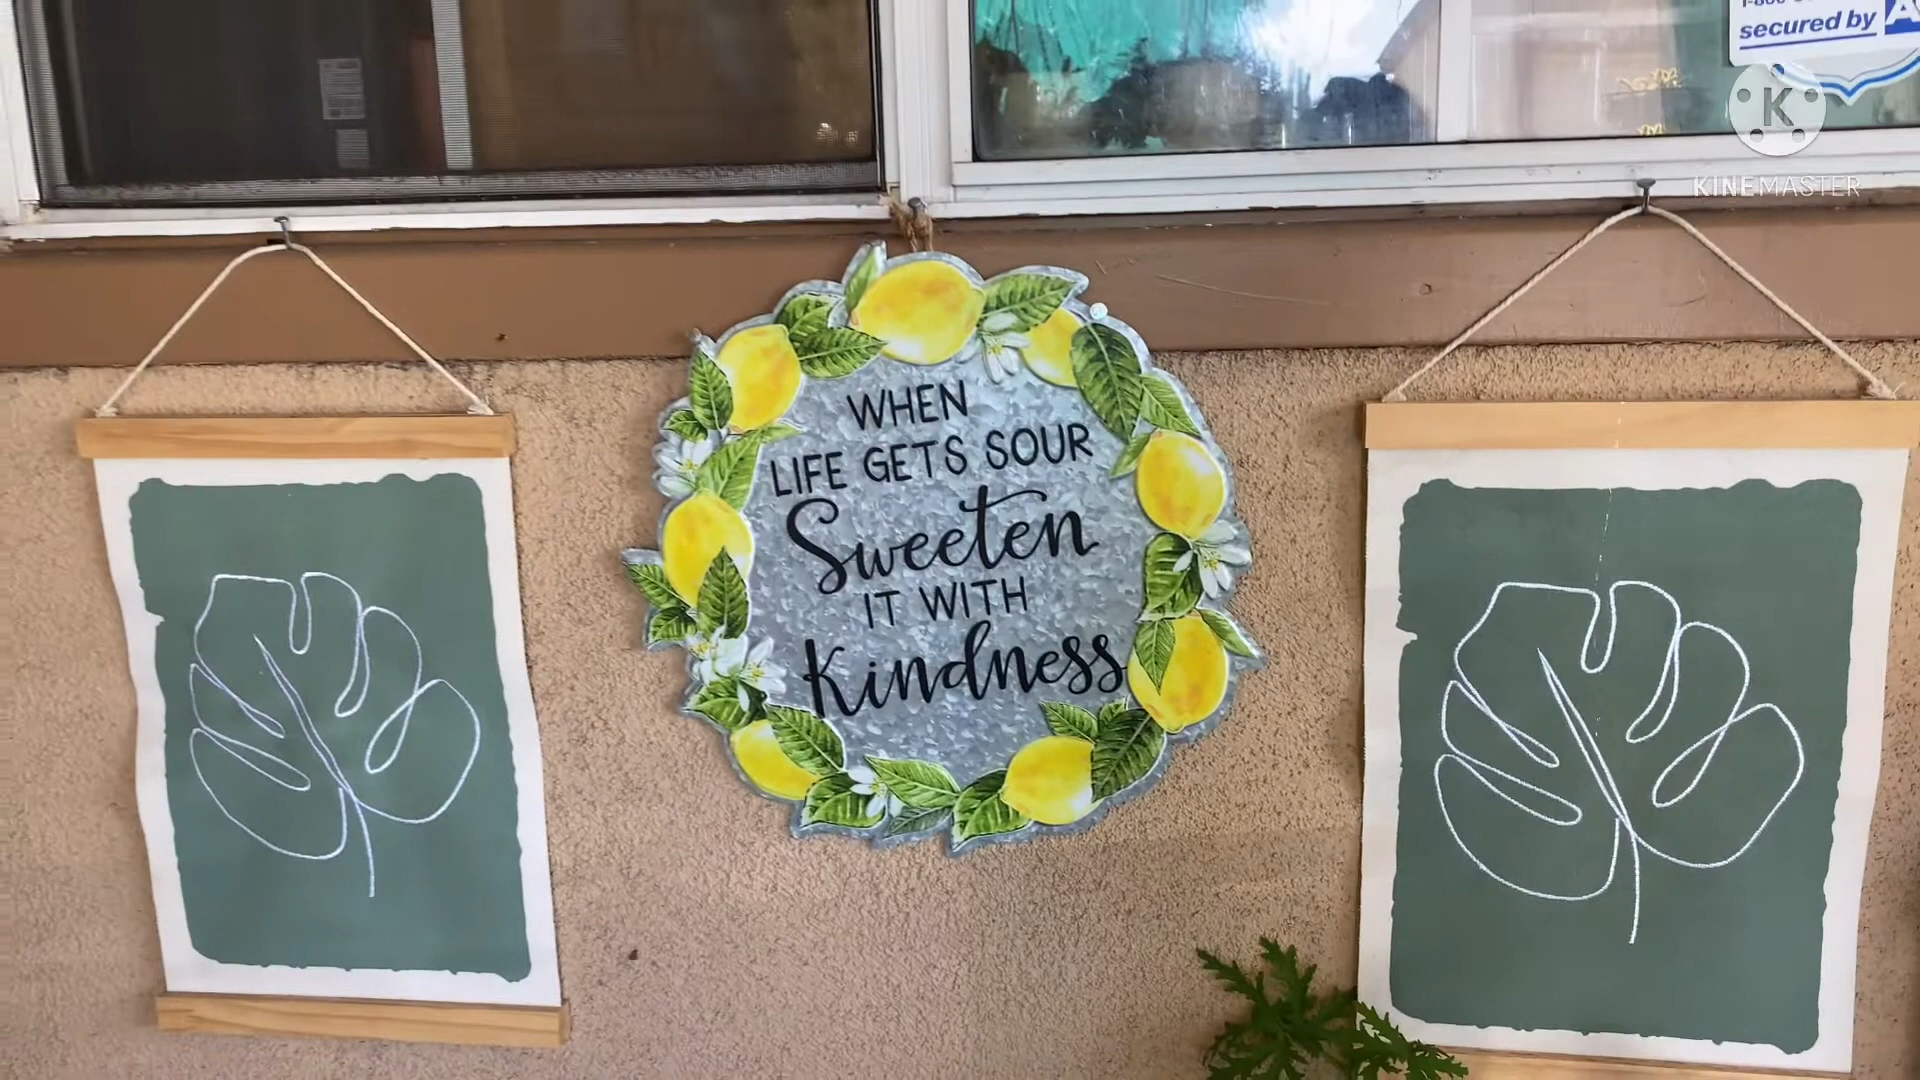 secured by
K
KINEMASTER
WHEN
LIFE GETS SOUR
Sweeten
IT WITH
Kindness